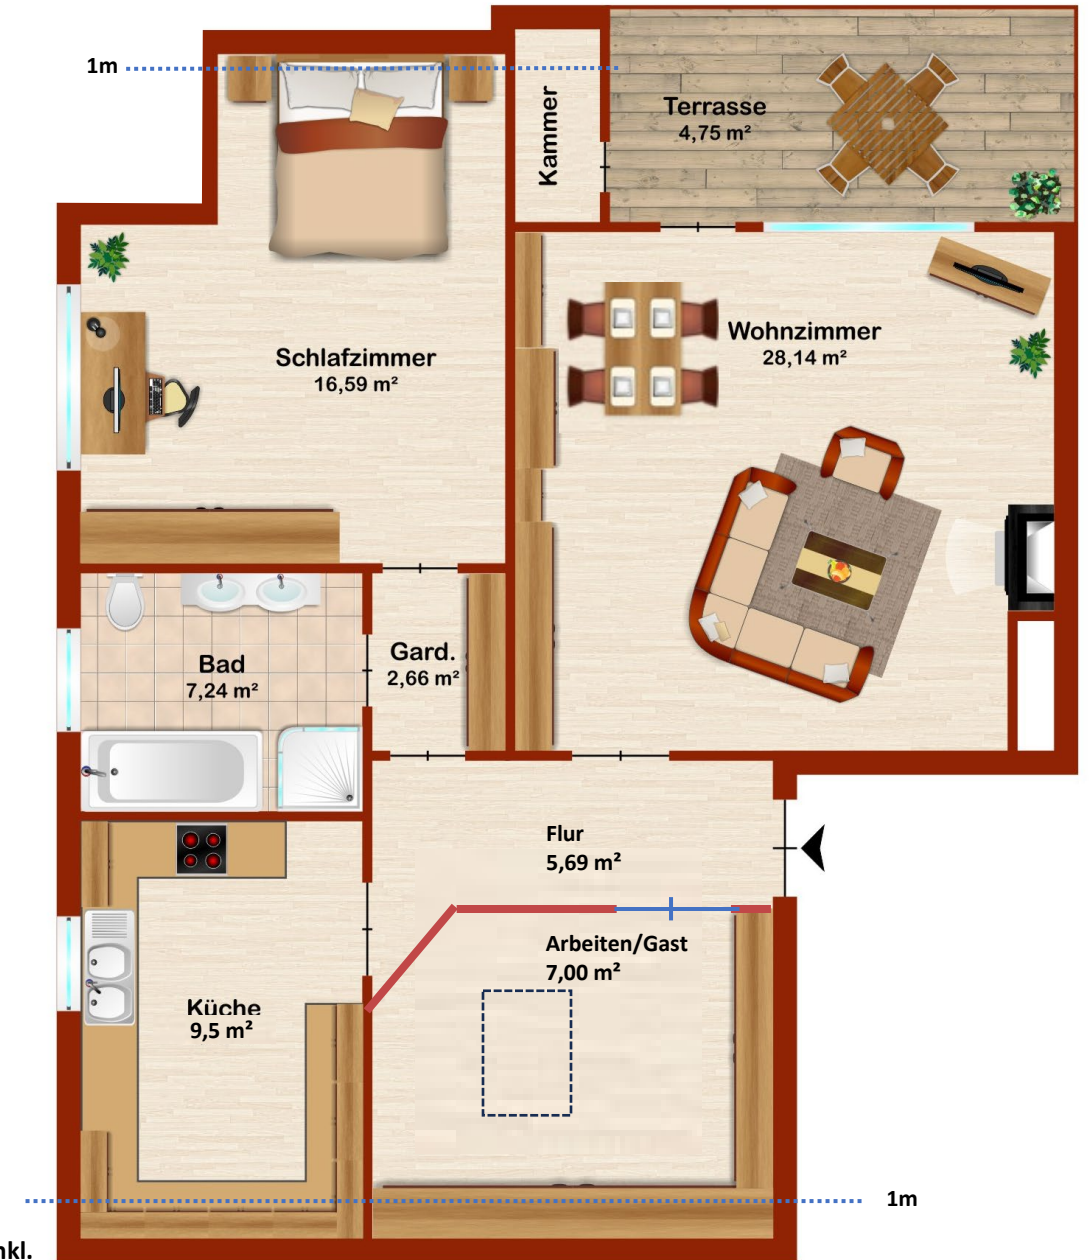 1m
Kammer
Terrasse
4,75 m²
Wohnzimmer
28,14 m²
Schlafzimmer
16,59 m²
Bad
7,24 m²
Gard.
2,66 m²
Flur
5,69 m²
Arbeiten/Gast
7,00 m²
Küche
9,5 m²
1m
nkl.